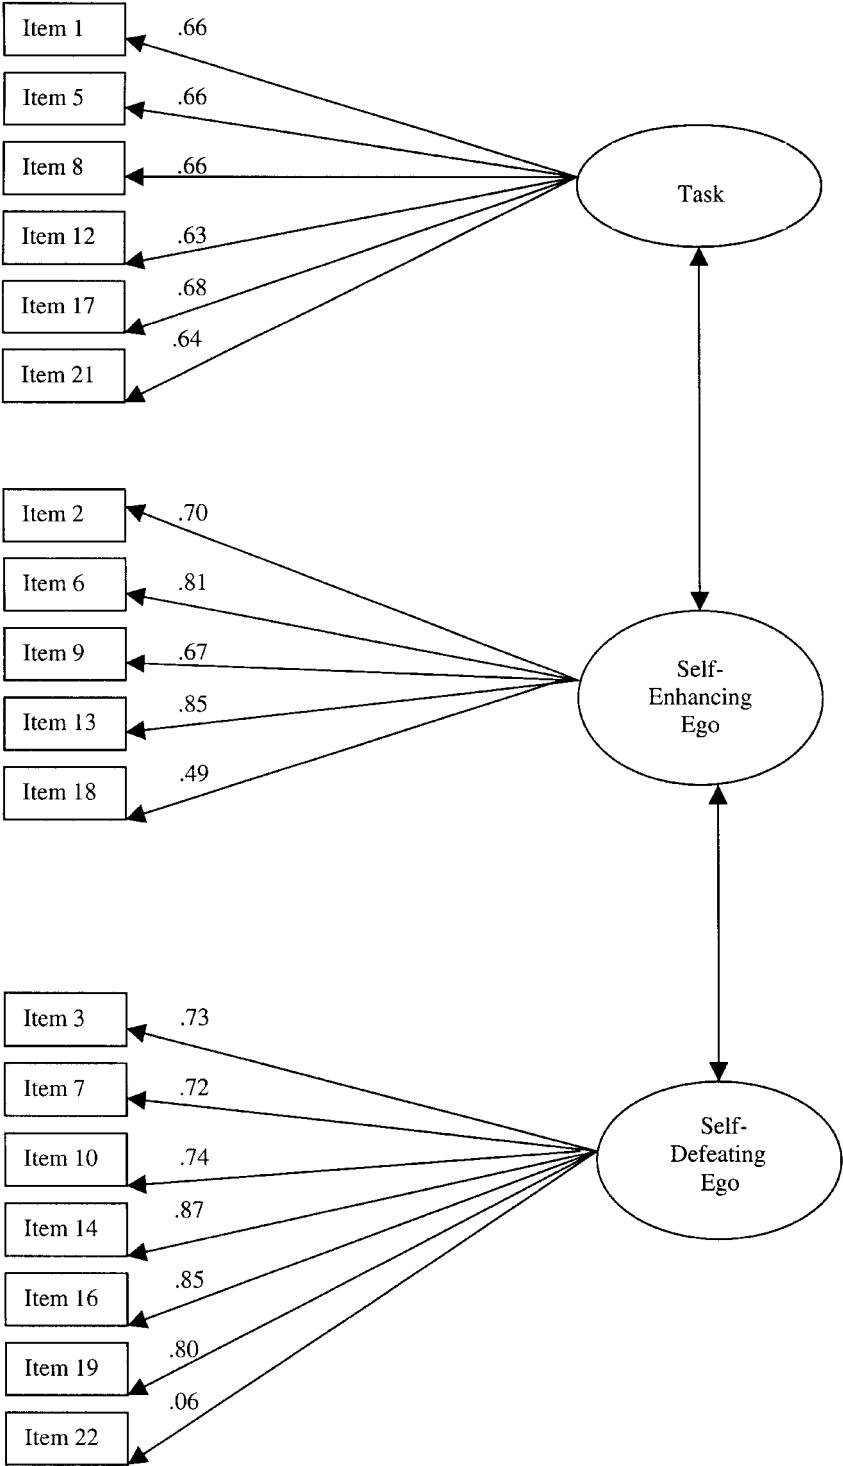 Item 1
.66
Item 5
.66
Item 8
.66
Item 12
.63
Item 17
.68
Item 21
.64
Task
Item 2
.70
Item 6
.81
Item 9
.67
Item 13
.85
Item 18
.49
Self-
Enhancing
Ego
Item 3
.73
Item 7
.72
Item 10
.74
Item 14
.87
Item 16
.85
Item 19
.80
Item 22
.06
Self-
Defeating
Ego